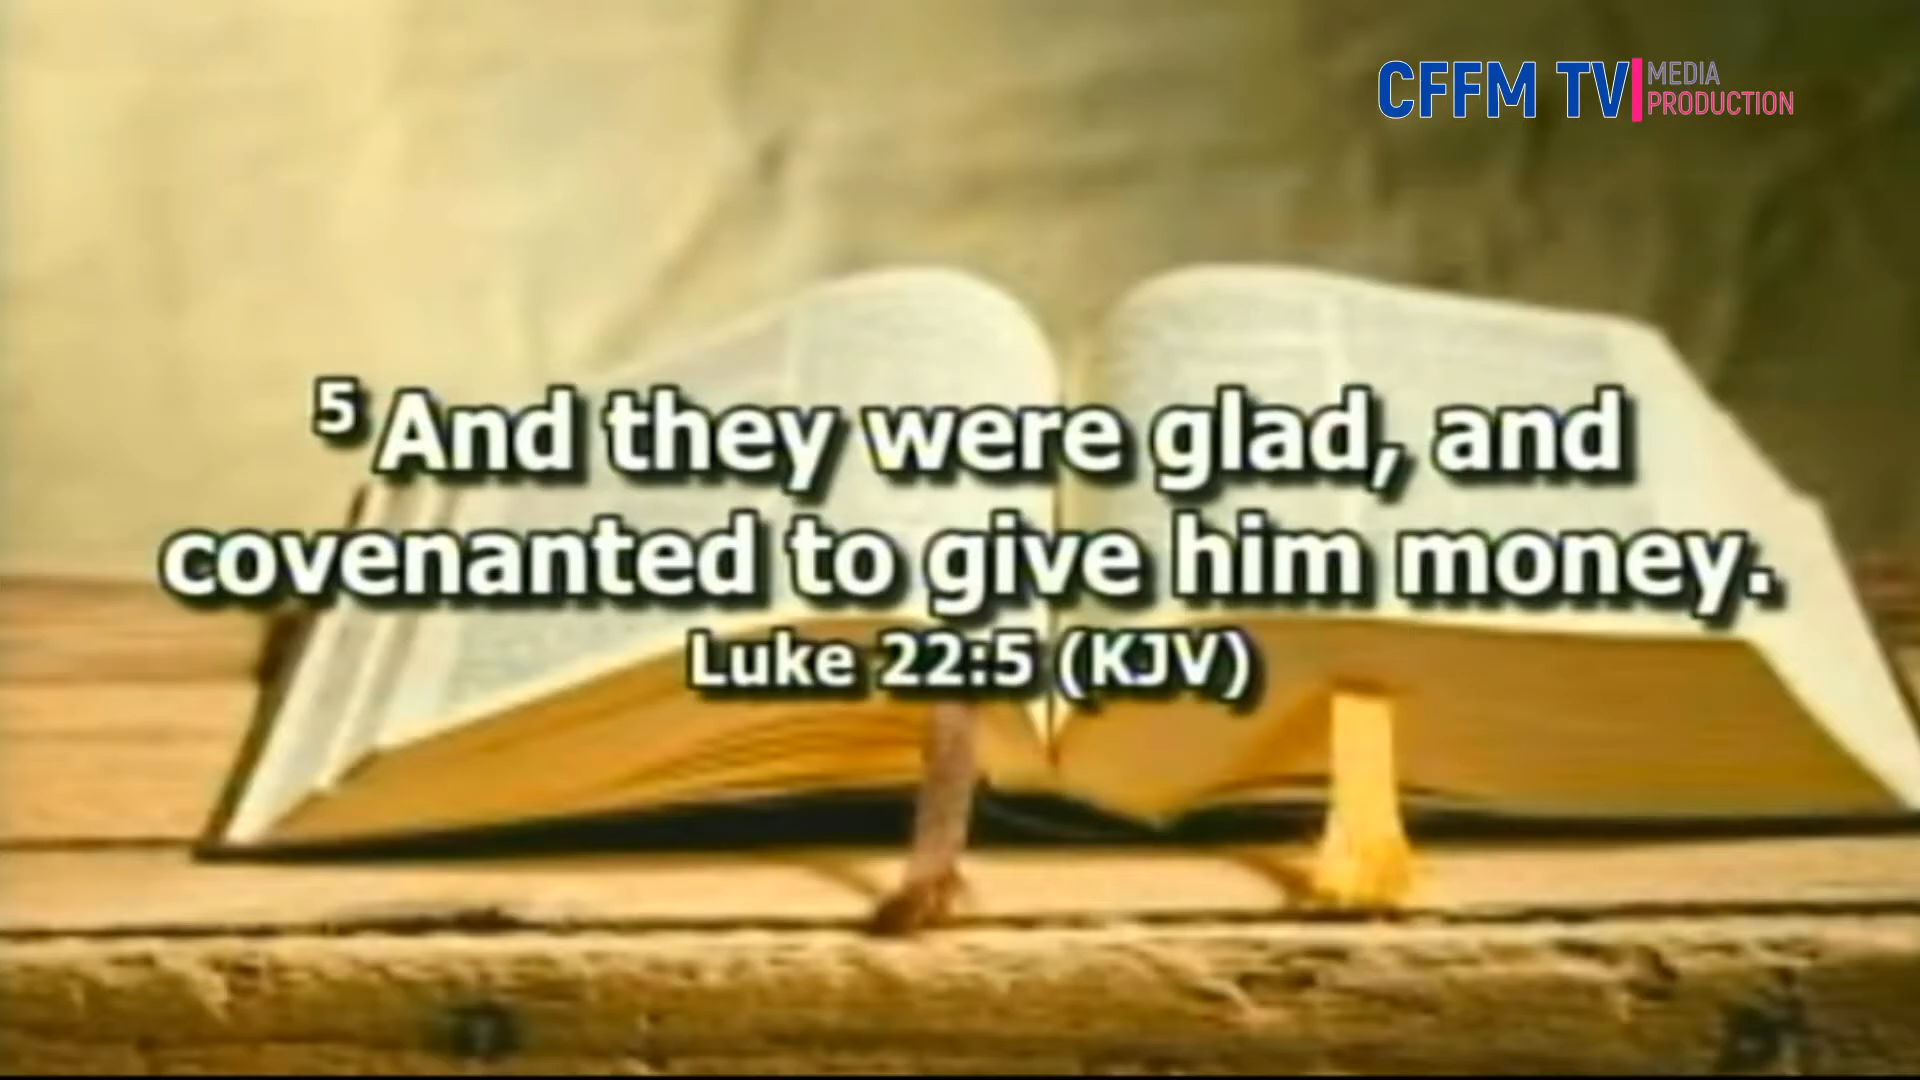 CFFM TV
MEDIA
PRODUCTION
5 And they were glad, and
covenanted to give him money.
Luke 22:5 (KJV)